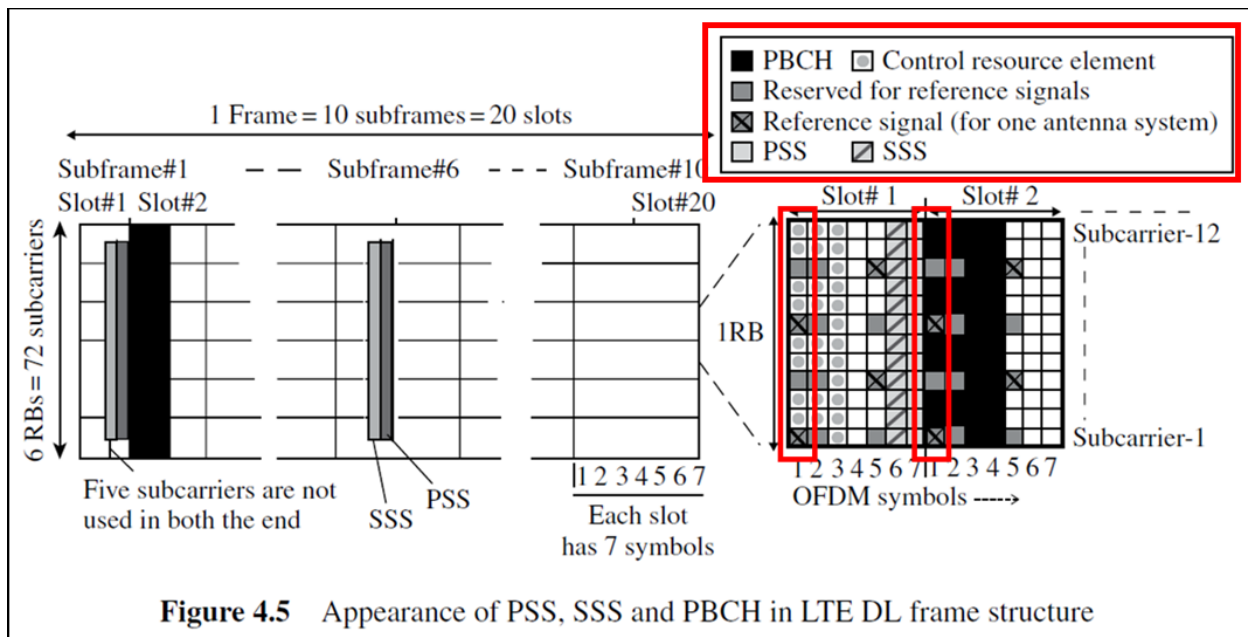 PBCH Control resource element
Reserved for reference signals
Reference signal (for one antenna system)
PSS SSS
1 Frame = 10 subframes = 20 slots
Subframe#1 Subframe#6 Subframe#10
Slot#1 Slot#2 Slot#20 Slot# 1 Slot# 2
6 RBs = 72 subcarriers
Subcarrier-12
1RB
Subcarrier-1
1 2 3 4 5 6 7 1 2 3 4 5 6 7 1 2 3 4 5 6 7
OFDM symbols
Five subcarriers are not
used in both the end
SSS
PSS
Each slot
has 7 symbols
Figure 4.5 Appearance of PSS, SSS and PBCH in LTE DL frame structure